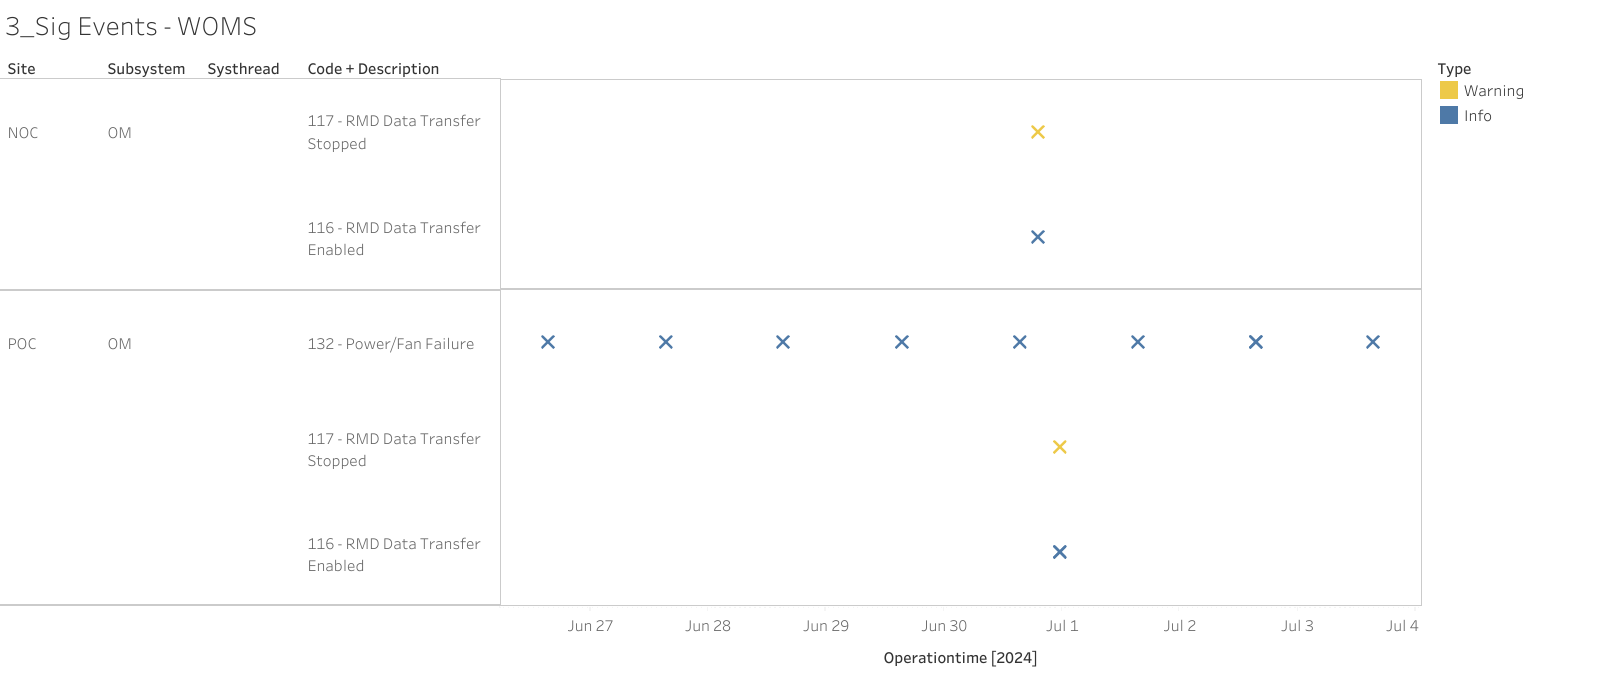 3_Sig Events - WOMS
Site Subsystem Systhread Code + Description
Type
Warning
Info
NOC OM 117 - RMD Data Transfer
Stopped
116 - RMD Data Transfer
Enabled
POC OM 132 - Power/Fan Failure
117 - RMD Data Transfer
Stopped
116 - RMD Data Transfer
Enabled
Jun 27 Jun 28 Jun 29 Jun 30 Jul 1 Jul 2 Jul 3 Jul 4
Operationtime [2024]